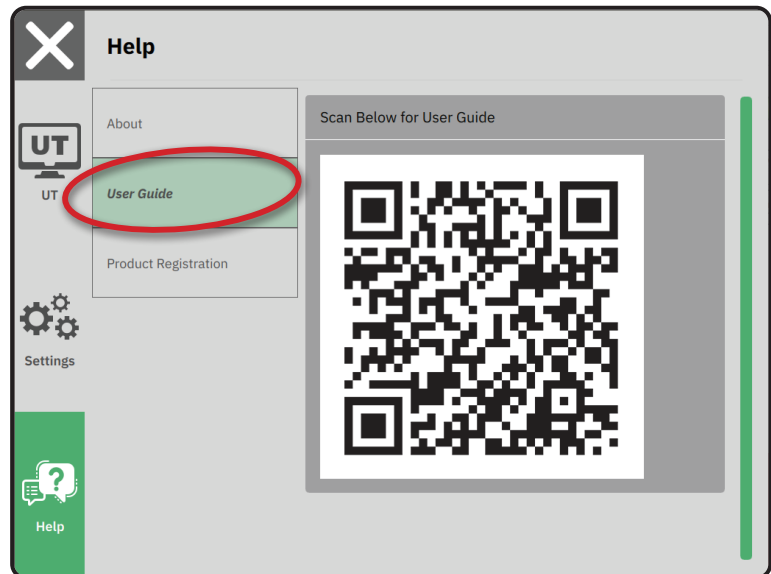 Help
UT
UT
About
User Guide
Product Registration
Scan Below for User Guide
Settings
?
Help